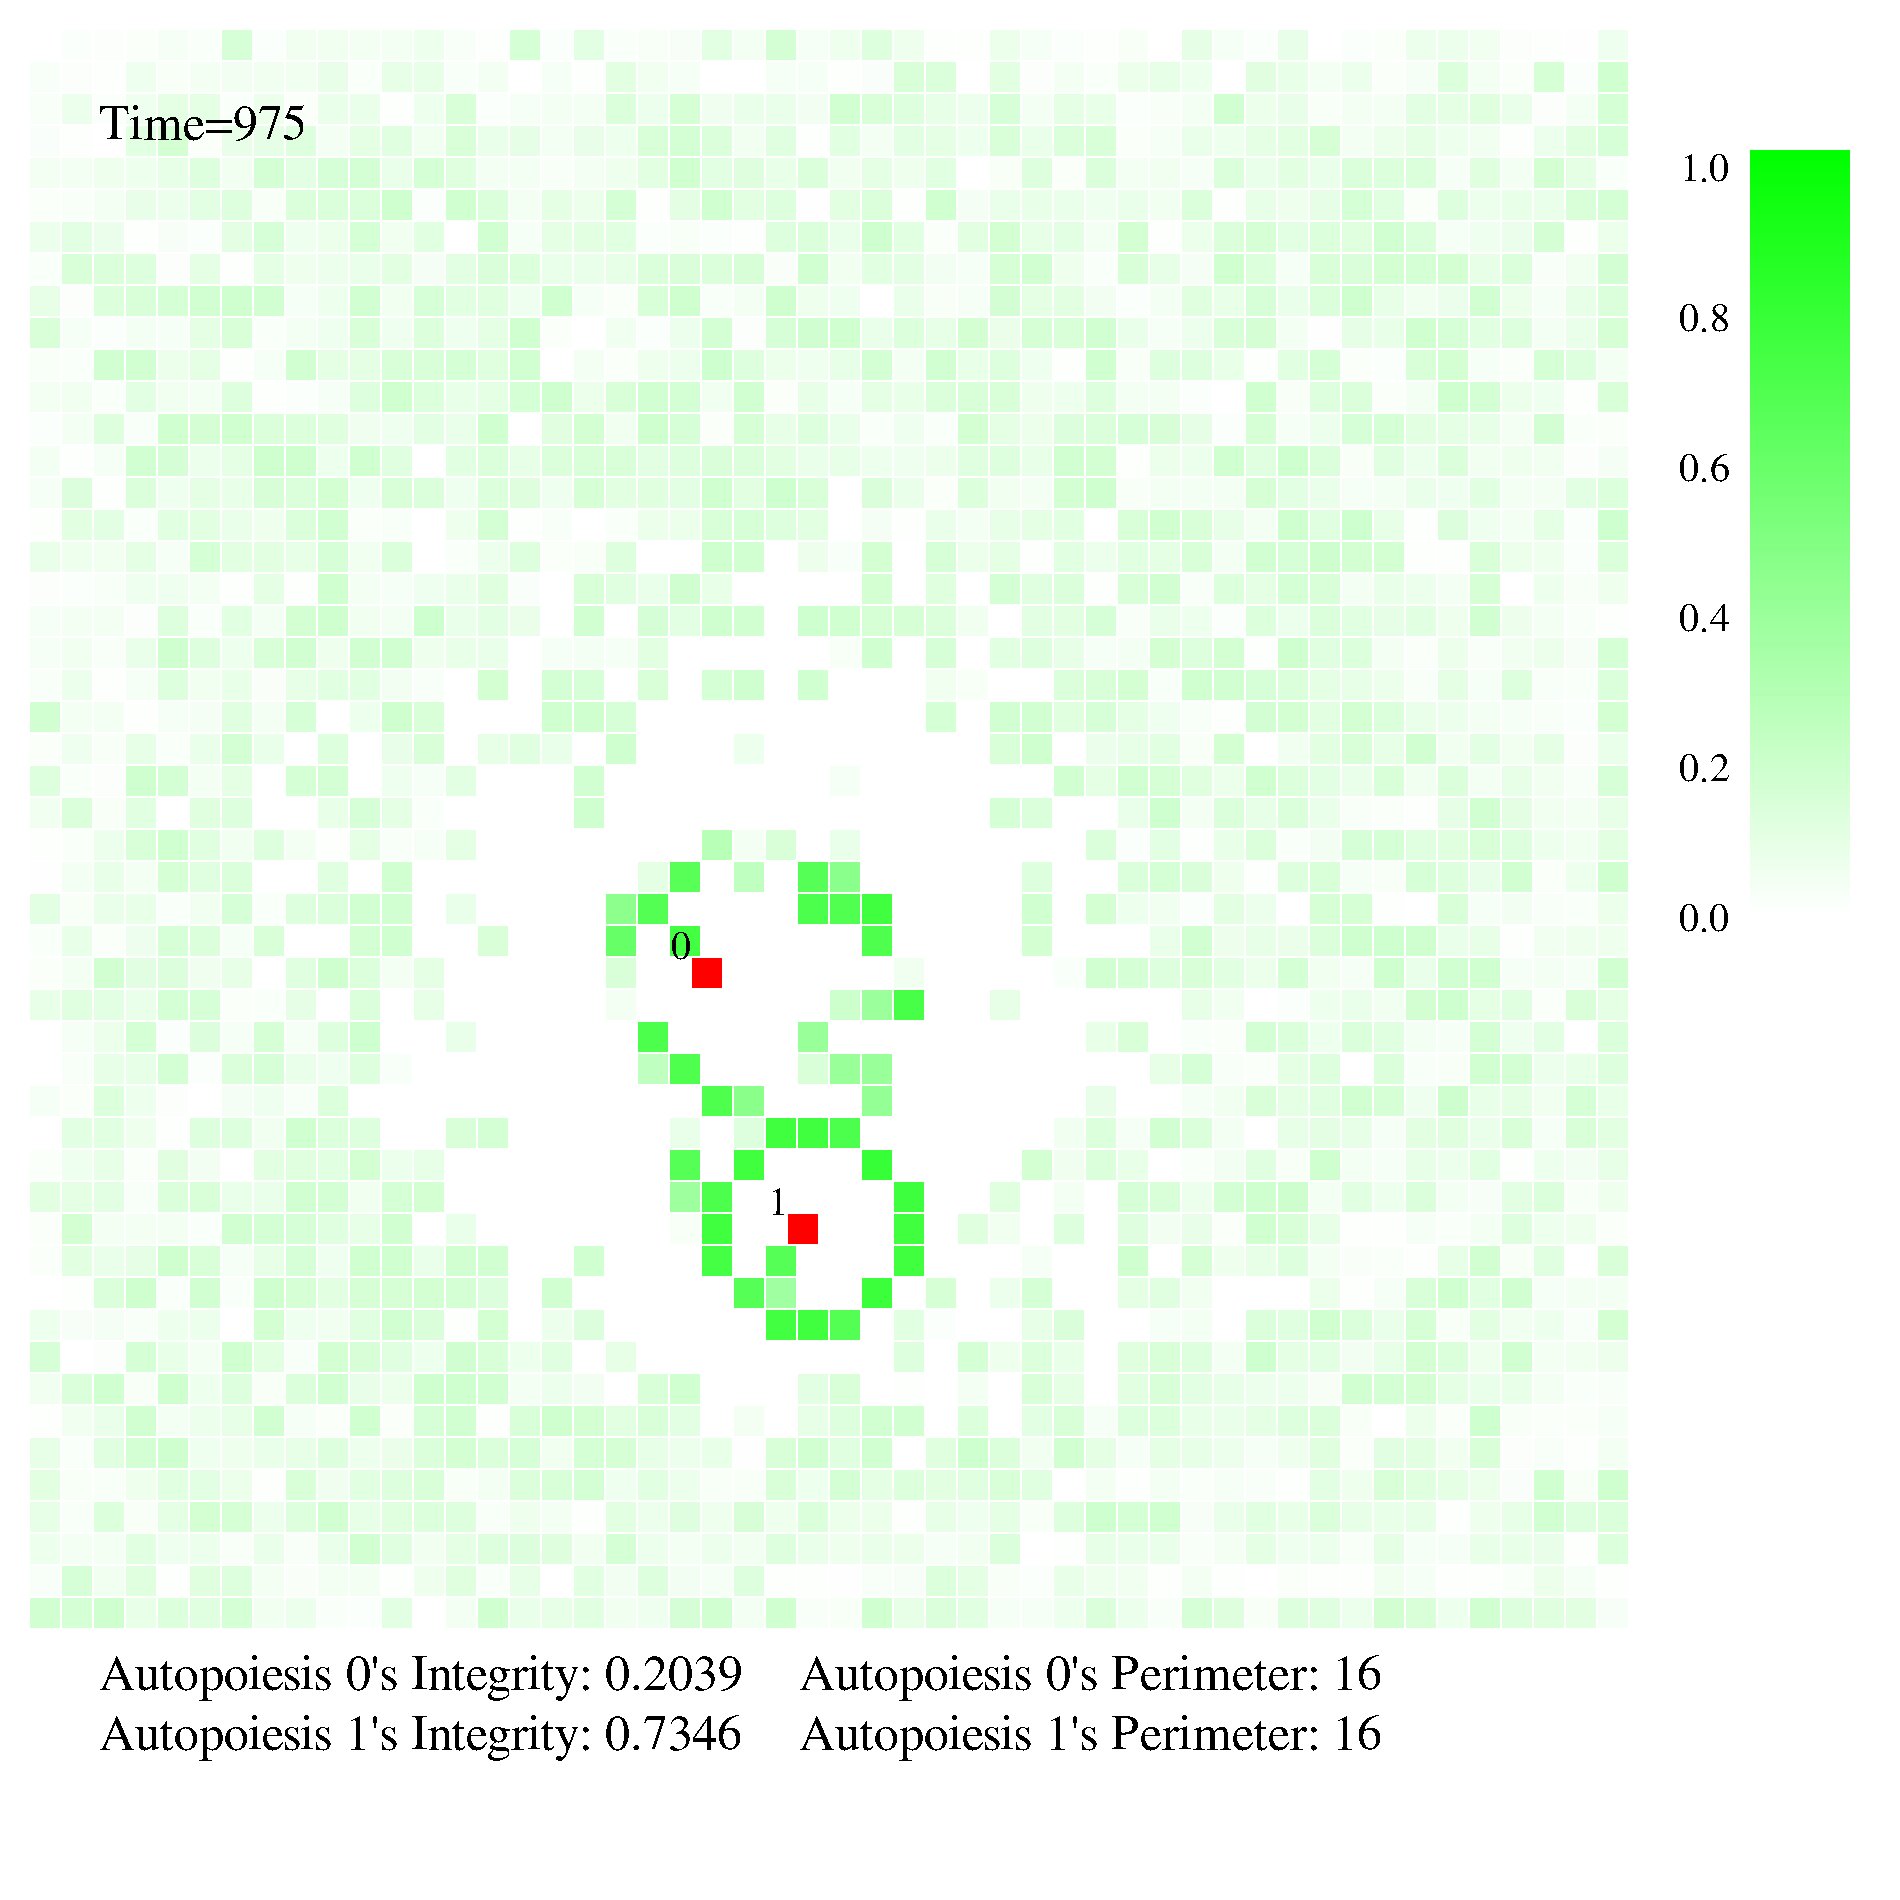 Time=975
1.0
0.8
0.6
0.4
0.2
0.0
0
1
Autopoiesis 0's Integrity: 0.2039 Autopoiesis 0's Perimeter: 16
Autopoiesis 1's Integrity: 0.7346 Autopoiesis 1's Perimeter: 16